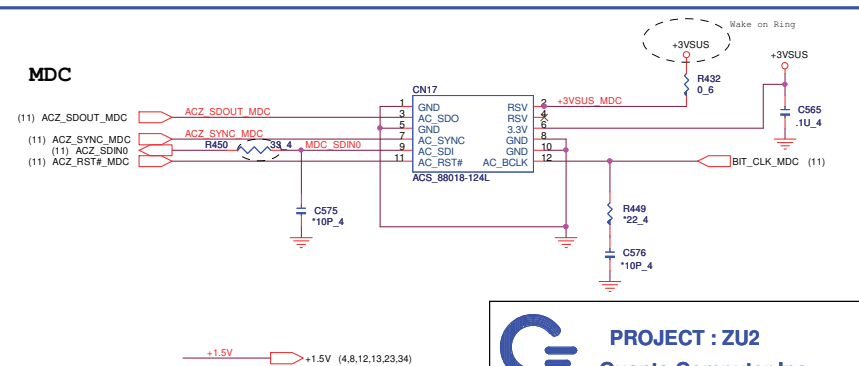 Wake on Ring
+3VSUS
+3VSUS
MDC
R432
0_6
CN17
+3VSUS_MDC
C565
.1U_4
1 GND RSV 2
(11) ACZ_SDOUT_MDC ACZ_SDOUT_MDC 3 AC_SDO RSV 4
5 GND 3.3V 6
(11) ACZ_SYNC_MDC ACZ_SYNC_MDC 7 AC_SYNC GND 8
(11) ACZ_SDIN0 R450 33_4 MDC_SDIN0 9 AC_SDI GND 10
(11) ACZ_RST#_MDC 11 AC_RST# AC_BCLK 12 BIT_CLK_MDC (11)
ACS_88018-124L
C575
*10P_4
R449
*22_4
C576
*10P_4
PROJECT : ZU2
+1.5V +1.5V (4,8,12,13,23,34)
Quanta Computer Inc